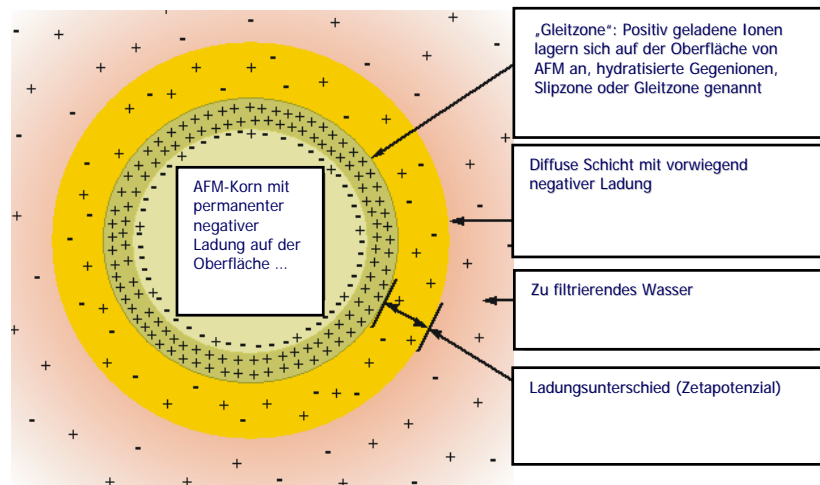 „Gleitzone“: Positiv geladene Ionen
lagern sich auf der Oberfläche von
AFM an, hydratisierte Gegenionen,
Slipzone oder Gleitzone genannt
Diffuse Schicht mit vorwiegend
negativer Ladung
AFM-Korn mit
permanenter
negativer
Ladung auf der
Oberfläche ...
Zu filtrierendes Wasser
Ladungsunterschied (Zetapotenzial)